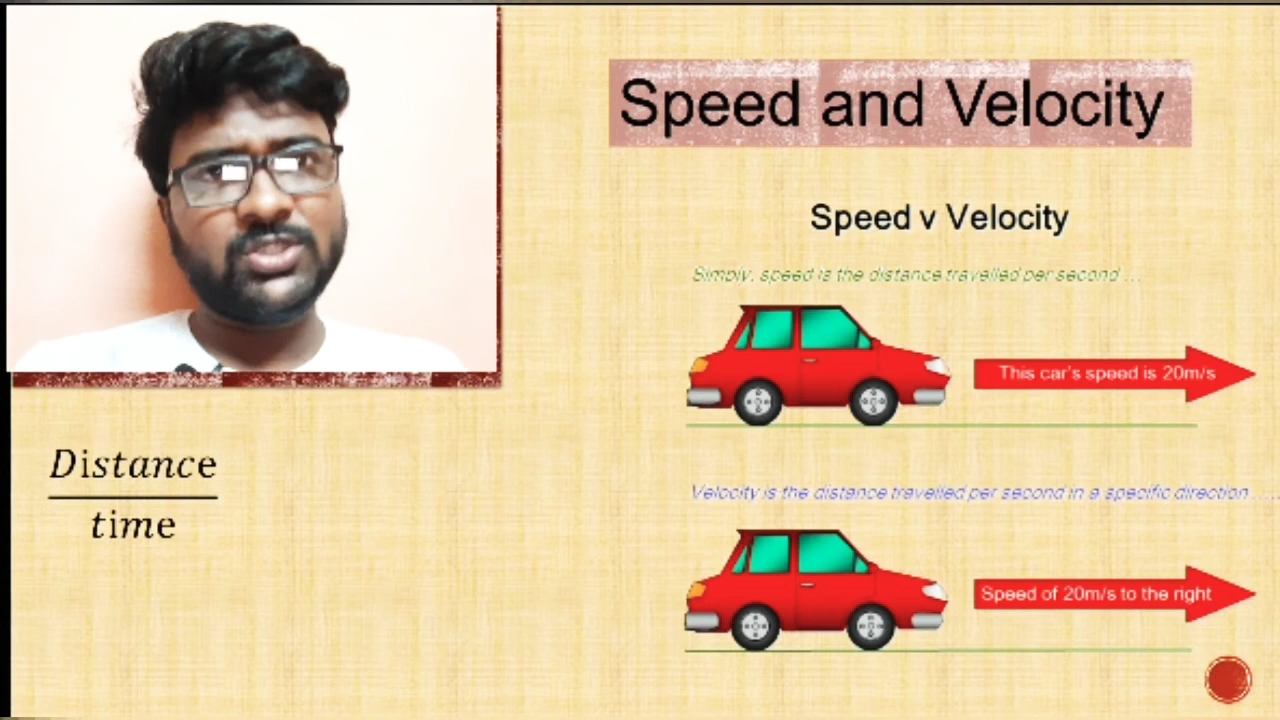 Speed and Velocity
Speed v Velocity
Simply, speed is the distance travelled per second ...
This car's speed is 20m/s
Distance
time
Velocity is the distance travelled per second in a specific direction .....
Speed of 20m/s to the right